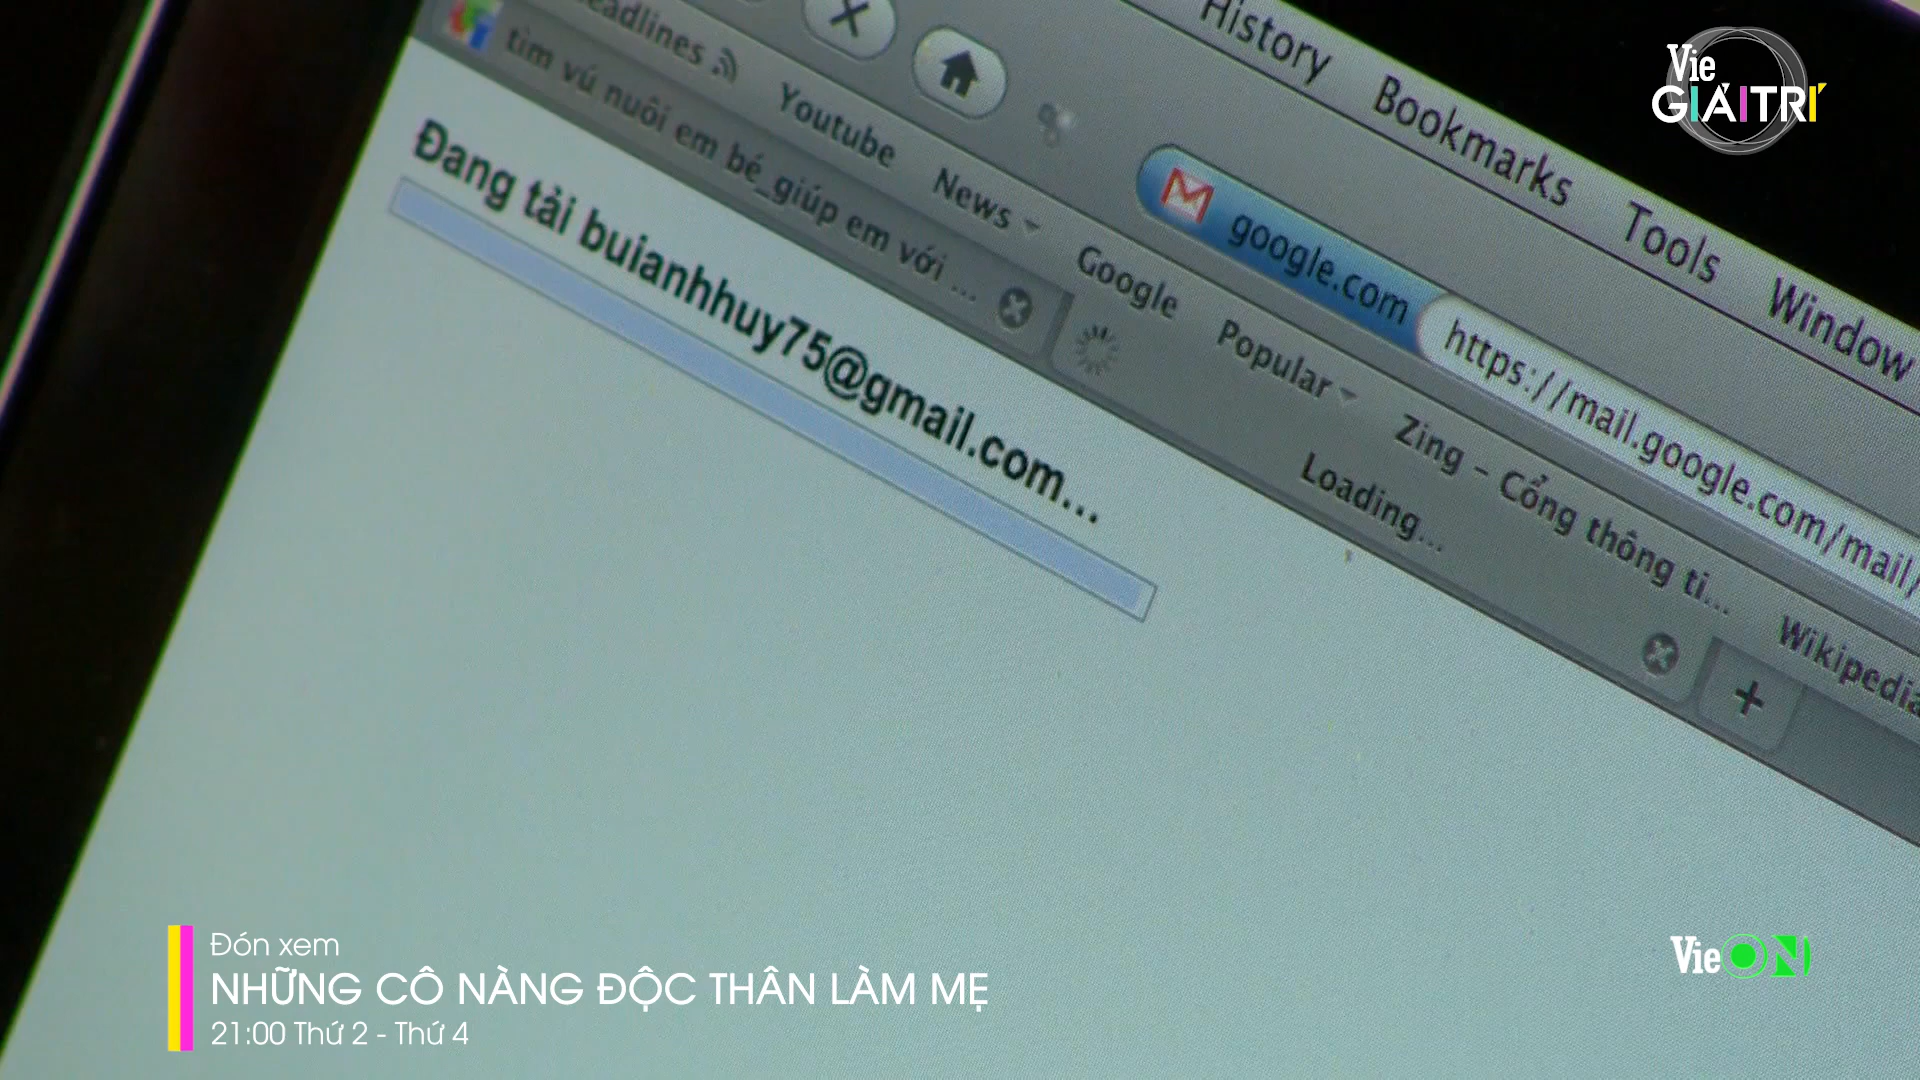 History Bookmarks Tools Window
google.com https://mail.google.com/mail/
Youtube News Google Popular Zing - Cổng thông ti... Wikipedia
tìm vú nuôi em bé_giúp em với ... Loading...
Đang tải buianhhuy75@gmail.com...
Vie
GIẢI TRÍ
Đón xem
NHỮNG CÔ NÀNG ĐỘC THÂN LÀM MẸ
21:00 Thứ 2 - Thứ 4
VieON